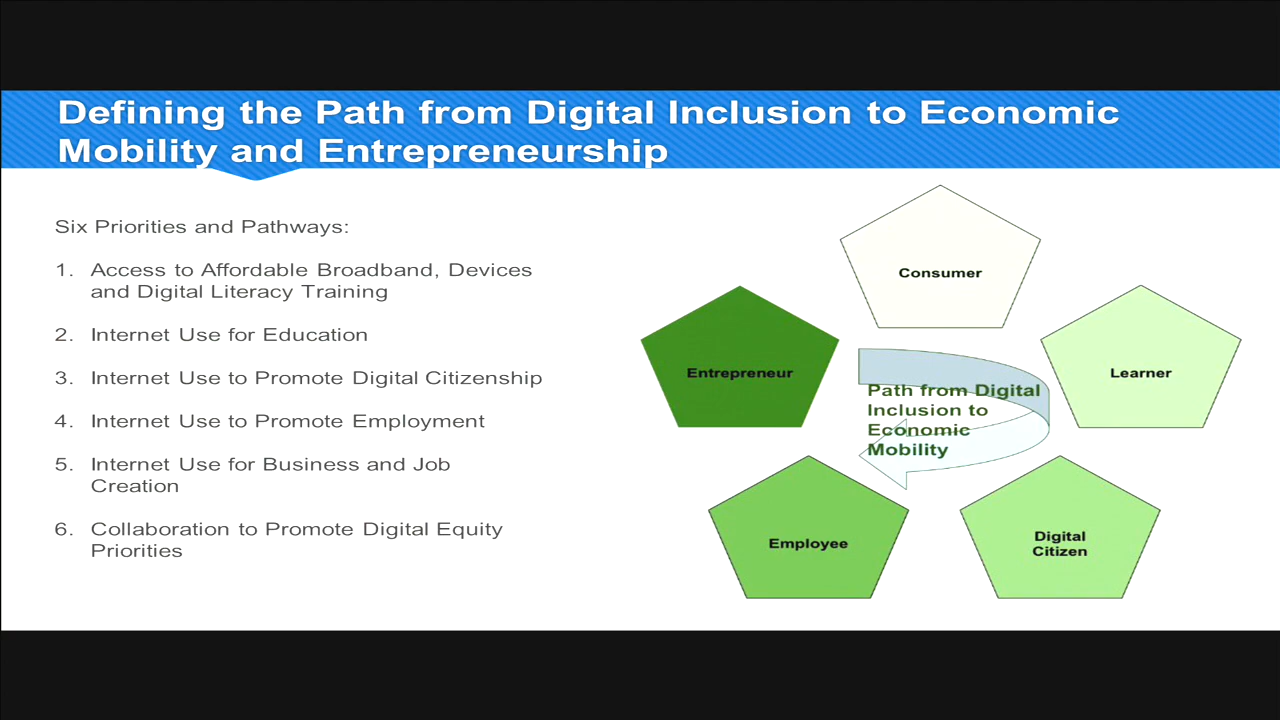 Defining the Path from Digital Inclusion to Economic
Mobility and Entrepreneurship
Six Priorities and Pathways:
1. Access to Affordable Broadband, Devices
and Digital Literacy Training
2. Internet Use for Education
3. Internet Use to Promote Digital Citizenship
4. Internet Use to Promote Employment
5. Internet Use for Business and Job
Creation
6. Collaboration to Promote Digital Equity
Priorities
Consumer
Learner
Digital
Citizen
Employee
Entrepreneur
Path from Digital
Inclusion to
Economic
Mobility